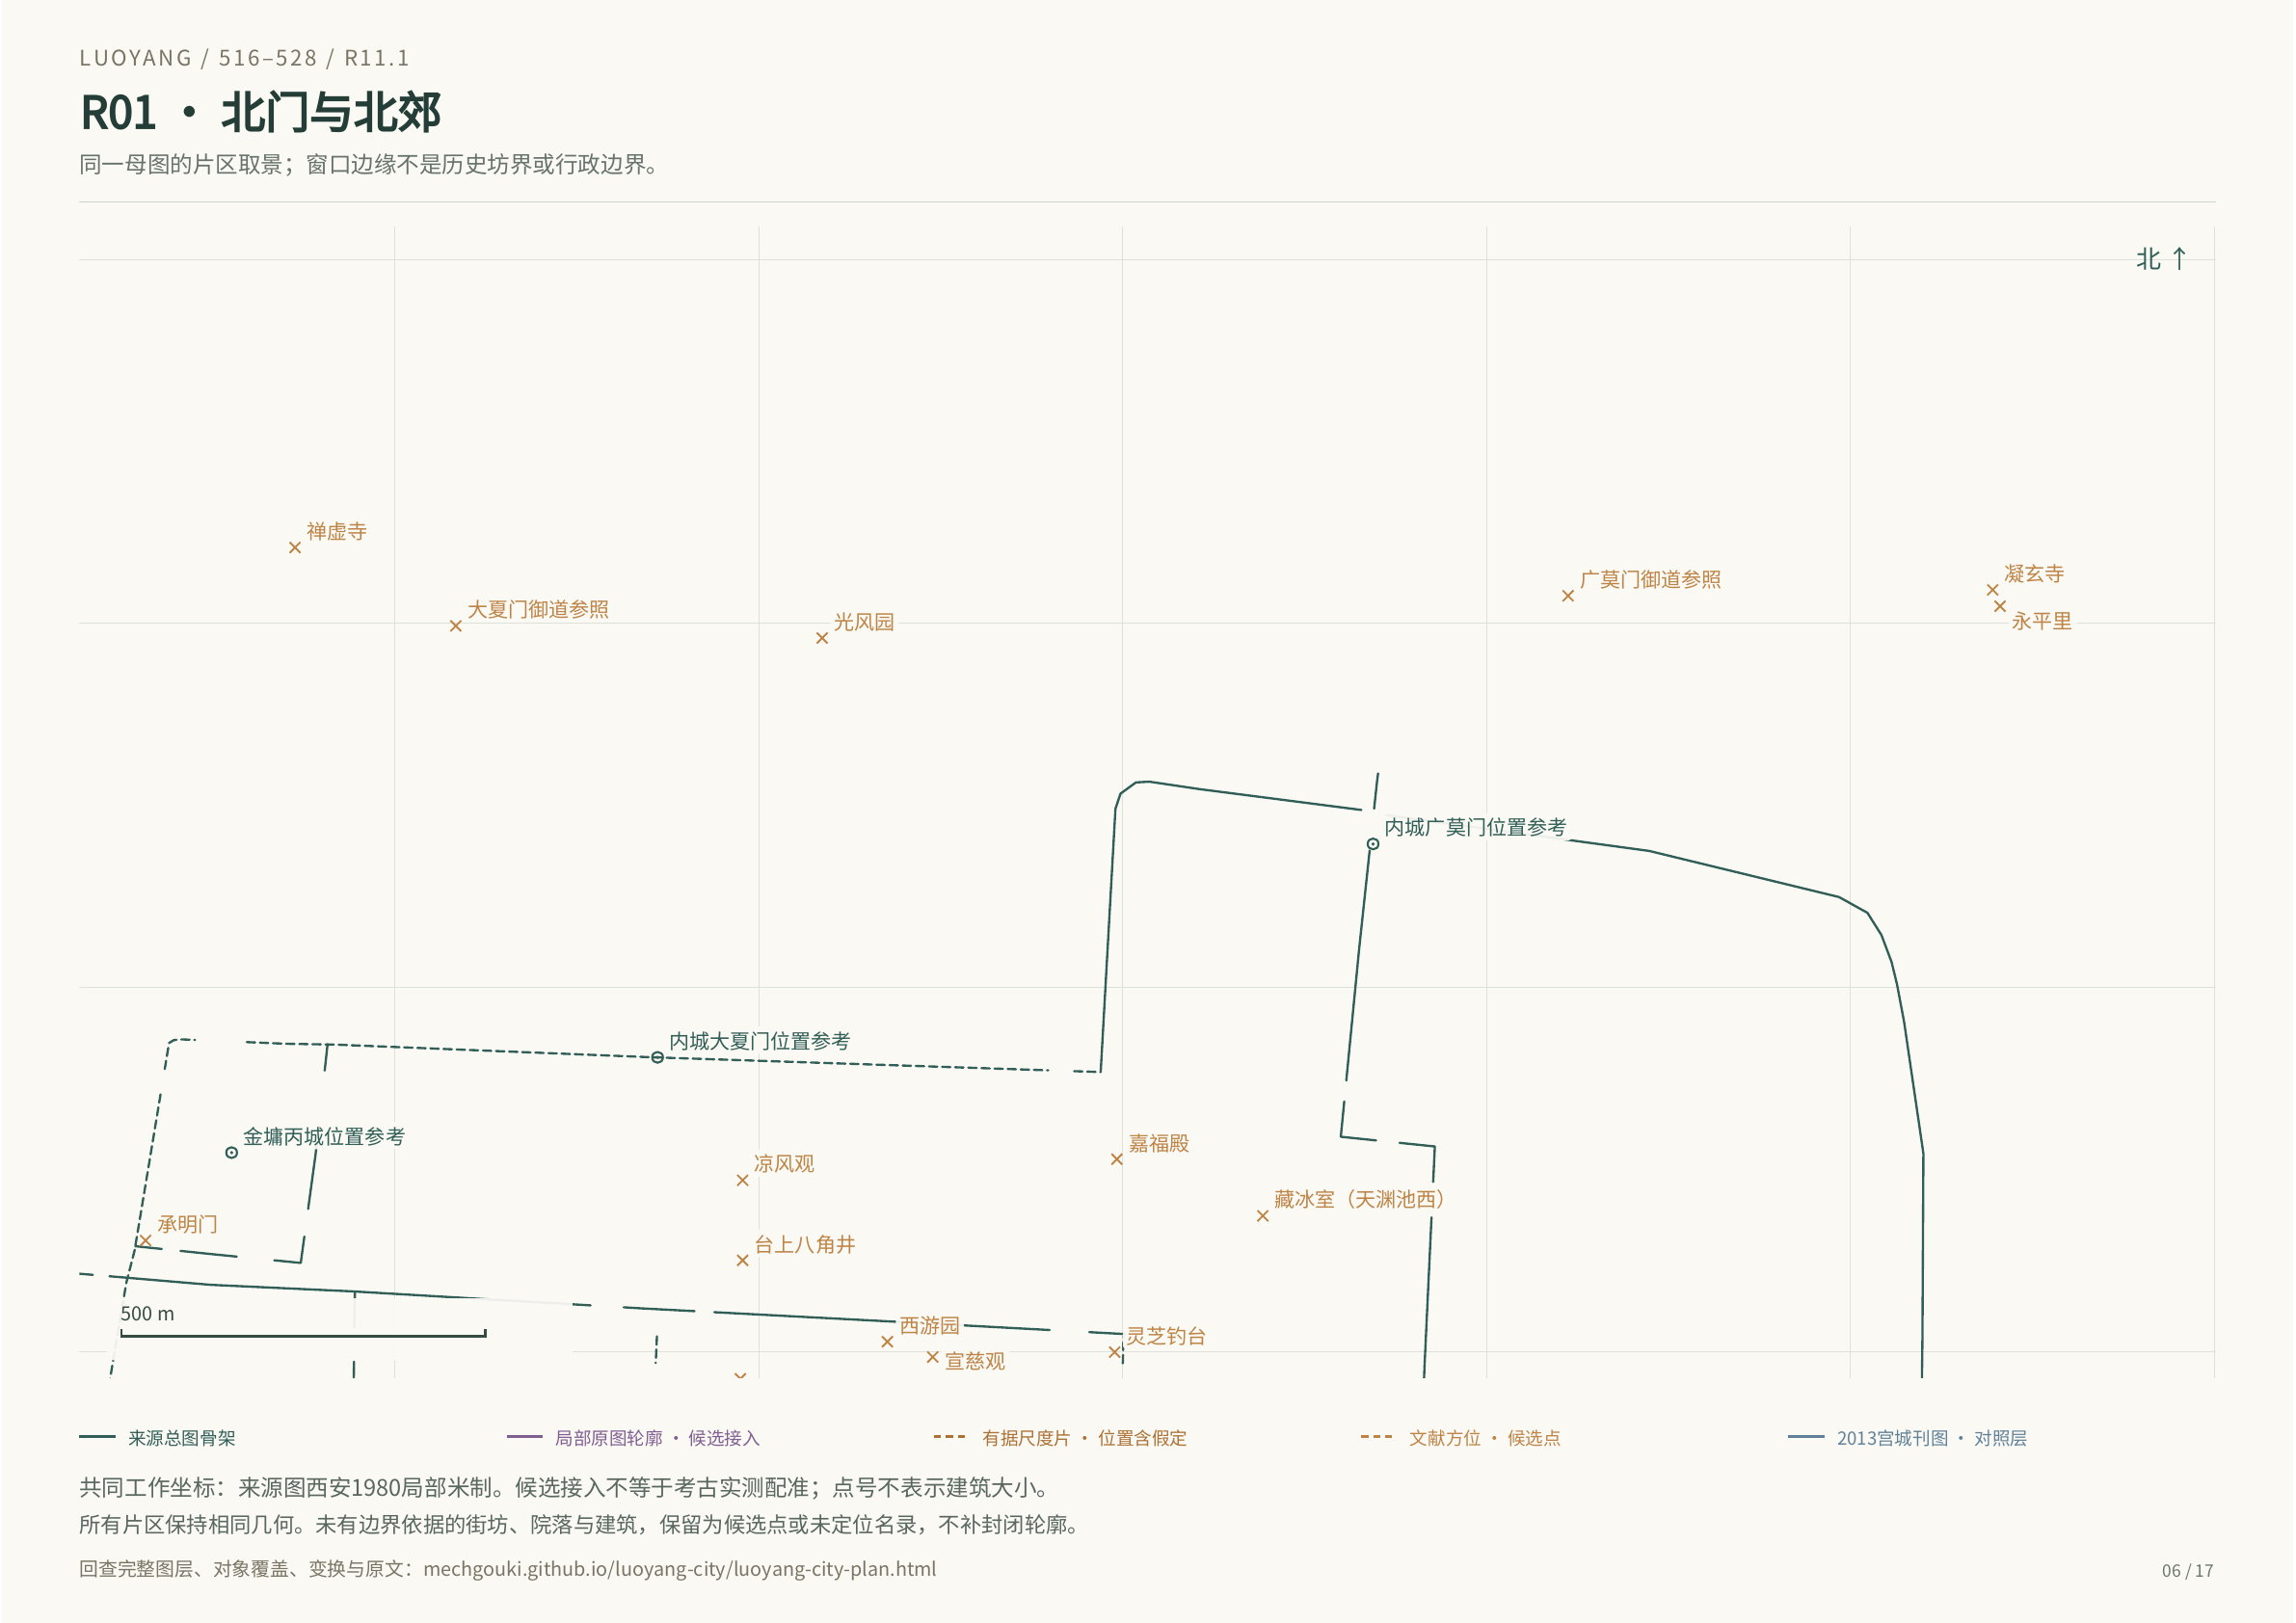 LUOYANG / 516–528 / R11.1
R01 · 北门与北郊
同一母图的片区取景；窗口边缘不是历史坊界或行政边界。
北 ↑
禅虚寺
凝玄寺
广莫门御道参照
大夏门御道参照
光风园
永平里
内城广莫门位置参考
内城大夏门位置参考
金墉丙城位置参考
嘉福殿
凉风观
藏冰室（天渊池西）
承明门
台上八角井
500 m
西游园
灵芝钓台
宣慈观
来源总图骨架
局部原图轮廓 · 候选接入
有据尺度片 · 位置含假定
文献方位 · 候选点
2013宫城刊图 · 对照层
共同工作坐标：来源图西安1980局部米制。候选接入不等于考古实测配准；点号不表示建筑大小。
所有片区保持相同几何。未有边界依据的街坊、院落与建筑，保留为候选点或未定位名录，不补封闭轮廓。
回查完整图层、对象覆盖、变换与原文：mechgouki.github.io/luoyang-city/luoyang-city-plan.html
06 / 17